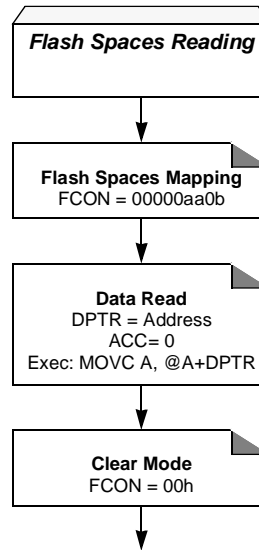 Flash Spaces Reading
Flash Spaces Mapping
FCON = 00000aa0b
Data Read
DPTR = Address
ACC= 0
Exec: MOVC A, @A+DPTR
Clear Mode
FCON = 00h